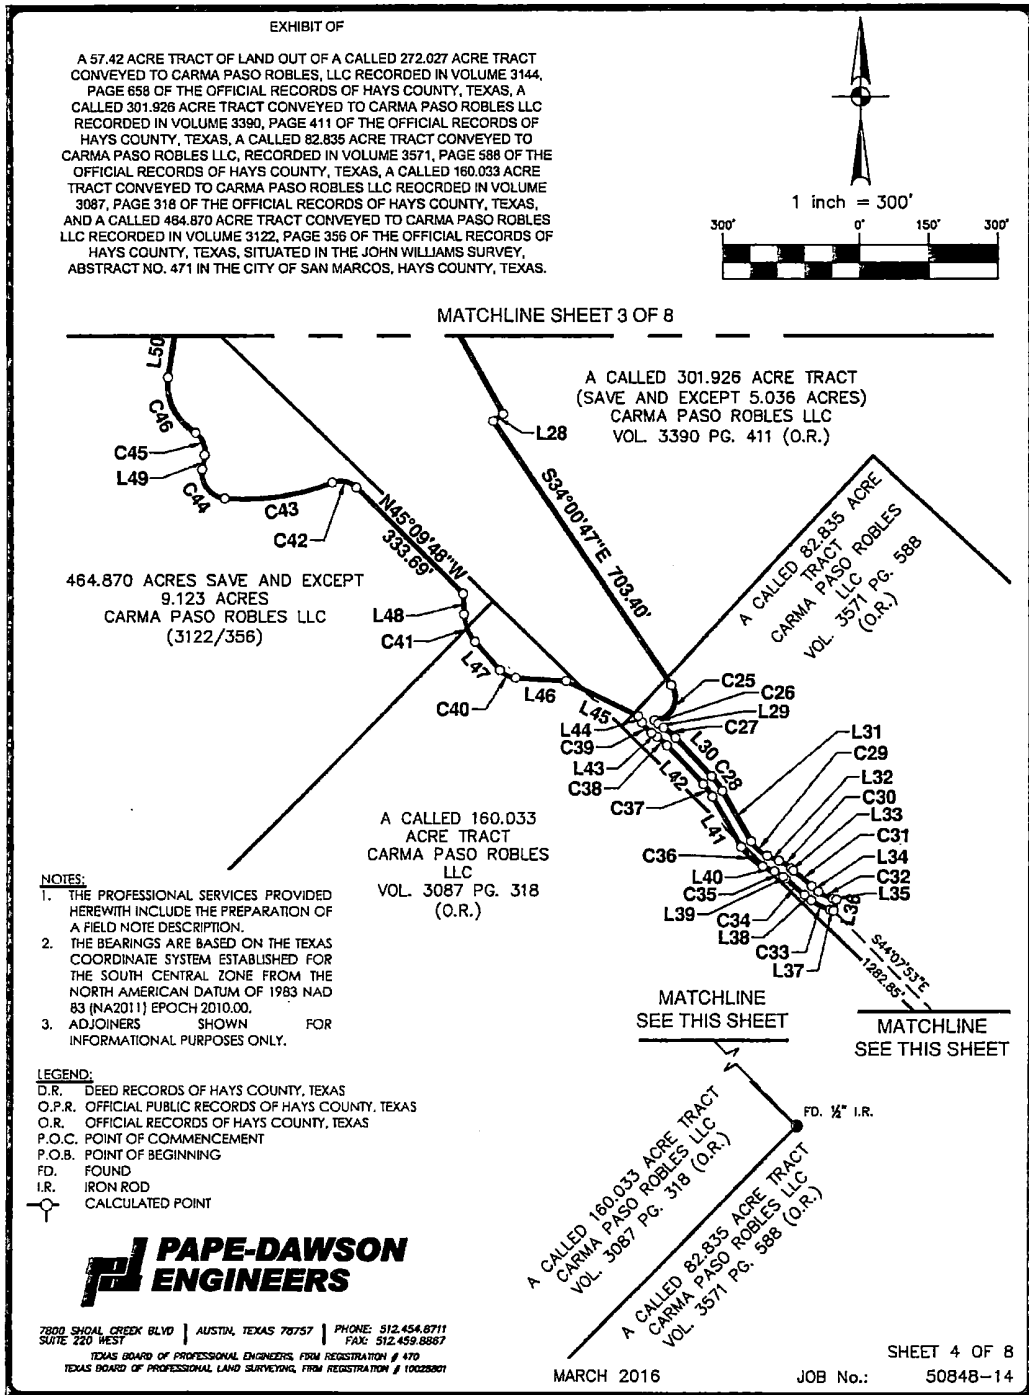 EXHIBIT OF
A 57.42 ACRE TRACT OF LAND OUT OF A CALLED 272.027 ACRE TRACT
CONVEYED TO CARMA PASO ROBLES, LLC RECORDED IN VOLUME 3144,
PAGE 658 OF THE OFFICIAL RECORDS OF HAYS COUNTY, TEXAS, A
CALLED 301.926 ACRE TRACT CONVEYED TO CARMA PASO ROBLES LLC
RECORDED IN VOLUME 3390, PAGE 411 OF THE OFFICIAL RECORDS OF
HAYS COUNTY, TEXAS, A CALLED 82.835 ACRE TRACT CONVEYED TO
CARMA PASO ROBLES LLC, RECORDED IN VOLUME 3571, PAGE 588 OF THE
OFFICIAL RECORDS OF HAYS COUNTY, TEXAS, A CALLED 160.033 ACRE
TRACT CONVEYED TO CARMA PASO ROBLES LLC REOCRDED IN VOLUME
3087, PAGE 318 OF THE OFFICIAL RECORDS OF HAYS COUNTY, TEXAS,
AND A CALLED 464.870 ACRE TRACT CONVEYED TO CARMA PASO ROBLES
LLC RECORDED IN VOLUME 3122, PAGE 356 OF THE OFFICIAL RECORDS OF
HAYS COUNTY, TEXAS, SITUATED IN THE JOHN WILLIAMS SURVEY,
ABSTRACT NO. 471 IN THE CITY OF SAN MARCOS, HAYS COUNTY, TEXAS.
1 inch = 300'
300' 0' 150' 300'
MATCHLINE SHEET 3 OF 8
L50
C46
C45
L49
C44
C43
C42
N45°09'48"W
333.69'
L28
S34°00'47"E 703.40'
A CALLED 301.926 ACRE TRACT
(SAVE AND EXCEPT 5.036 ACRES)
CARMA PASO ROBLES LLC
VOL. 3390 PG. 411 (O.R.)
A CALLED 82.835 ACRE
TRACT
CARMA PASO ROBLES
LLC
VOL. 3571 PG. 588
(O.R.)
464.870 ACRES SAVE AND EXCEPT
9.123 ACRES
CARMA PASO ROBLES LLC
(3122/356)
L48
C41
L47
C40
L46
L45
L44
C39
L43
C38
L42
C37
L41
C36
L40
C35
L39
C34
L38
C33
L37
C25
C26
L29
C27
L30
C28
L31
C29
L32
C30
L33
C31
L34
C32
L35
L36
S44°07'53"E
1282.85'
A CALLED 160.033
ACRE TRACT
CARMA PASO ROBLES
LLC
VOL. 3087 PG. 318
(O.R.)
NOTES:
1. THE PROFESSIONAL SERVICES PROVIDED
HEREWITH INCLUDE THE PREPARATION OF
A FIELD NOTE DESCRIPTION.
2. THE BEARINGS ARE BASED ON THE TEXAS
COORDINATE SYSTEM ESTABLISHED FOR
THE SOUTH CENTRAL ZONE FROM THE
NORTH AMERICAN DATUM OF 1983 NAD
83 (NA2011) EPOCH 2010.00.
3. ADJOINERS SHOWN FOR
INFORMATIONAL PURPOSES ONLY.
MATCHLINE
SEE THIS SHEET
MATCHLINE
SEE THIS SHEET
FD. ½" I.R.
A CALLED 160.033 ACRE TRACT
CARMA PASO ROBLES LLC
VOL. 3087 PG. 318 (O.R.)
A CALLED 82.835 ACRE TRACT
CARMA PASO ROBLES LLC
VOL. 3571 PG. 588 (O.R.)
LEGEND:
D.R. DEED RECORDS OF HAYS COUNTY, TEXAS
O.P.R. OFFICIAL PUBLIC RECORDS OF HAYS COUNTY, TEXAS
O.R. OFFICIAL RECORDS OF HAYS COUNTY, TEXAS
P.O.C. POINT OF COMMENCEMENT
P.O.B. POINT OF BEGINNING
FD. FOUND
I.R. IRON ROD
CALCULATED POINT
PAPE-DAWSON
ENGINEERS
7800 SHOAL CREEK BLVD | AUSTIN, TEXAS 78757 | PHONE: 512.454.8711
SUITE 220 WEST FAX: 512.459.8867
TEXAS BOARD OF PROFESSIONAL ENGINEERS, FIRM REGISTRATION # 470
TEXAS BOARD OF PROFESSIONAL LAND SURVEYING, FIRM REGISTRATION # 10028801
MARCH 2016
SHEET 4 OF 8
JOB No.: 50848-14